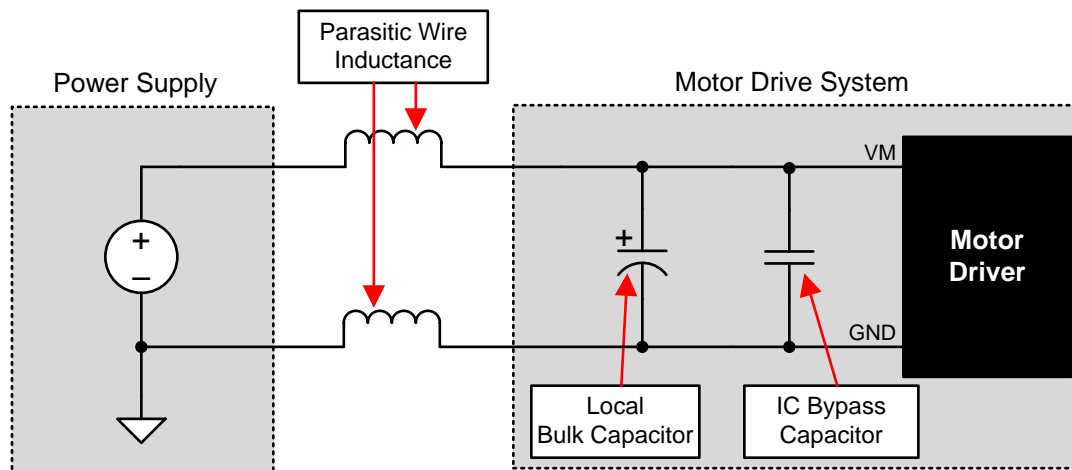 Parasitic Wire
Inductance
Power Supply
Motor Drive System
VM
+
–
+
Motor
Driver
GND
Local
Bulk Capacitor
IC Bypass
Capacitor